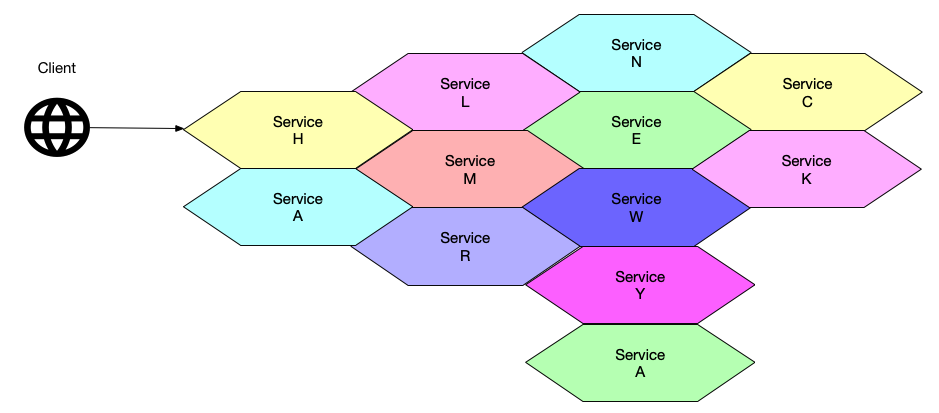 Client
Service
H
Service
A
Service
L
Service
M
Service
R
Service
N
Service
E
Service
W
Service
Y
Service
A
Service
C
Service
K